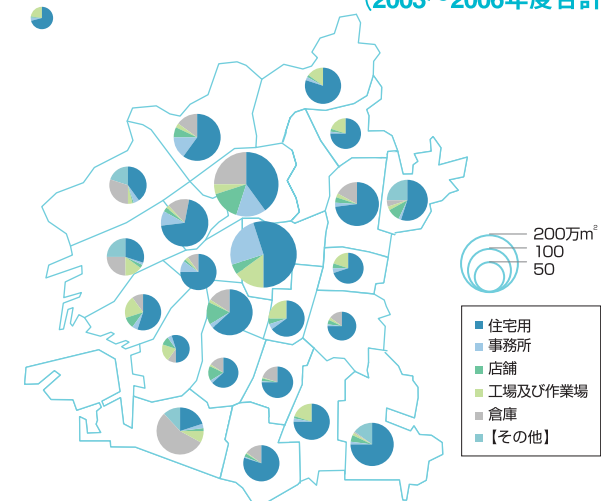 (2003〜2006年度合計
200万㎡
100
50
住宅用
事務所
店舗
工場及び作業場
倉庫
【その他】